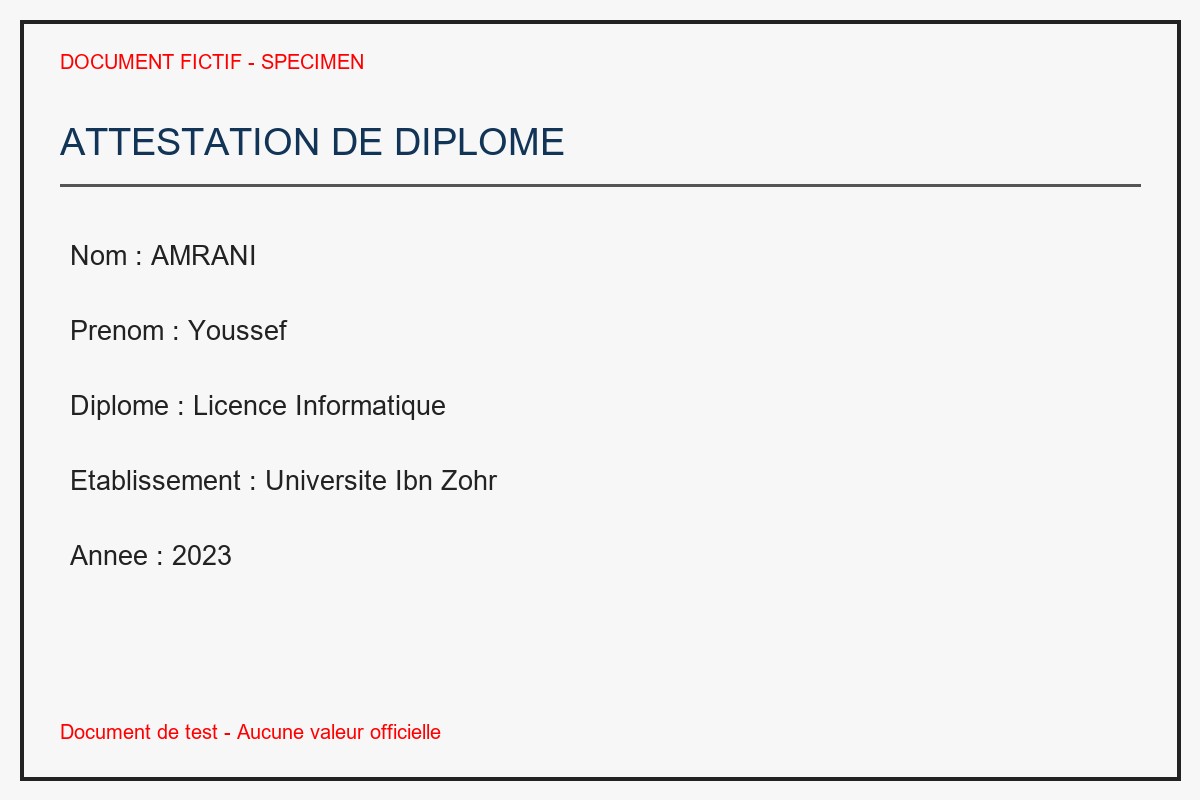 DOCUMENT FICTIF - SPECIMEN
ATTESTATION DE DIPLOME
Nom : AMRANI
Prenom : Youssef
Diplome : Licence Informatique
Etablissement : Universite Ibn Zohr
Annee : 2023
Document de test - Aucune valeur officielle